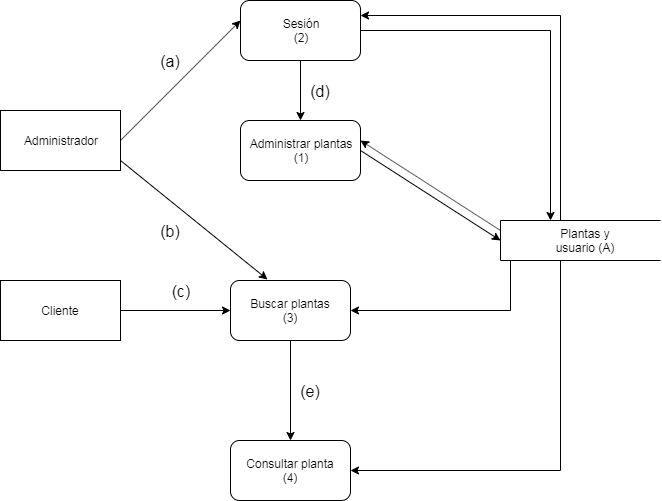 Sesión
(2)
(a)
(d)
Administrador
Administrar plantas
(1)
(b)
Plantas y
usuario (A)
(c)
Cliente
Buscar plantas
(3)
(e)
Consultar planta
(4)